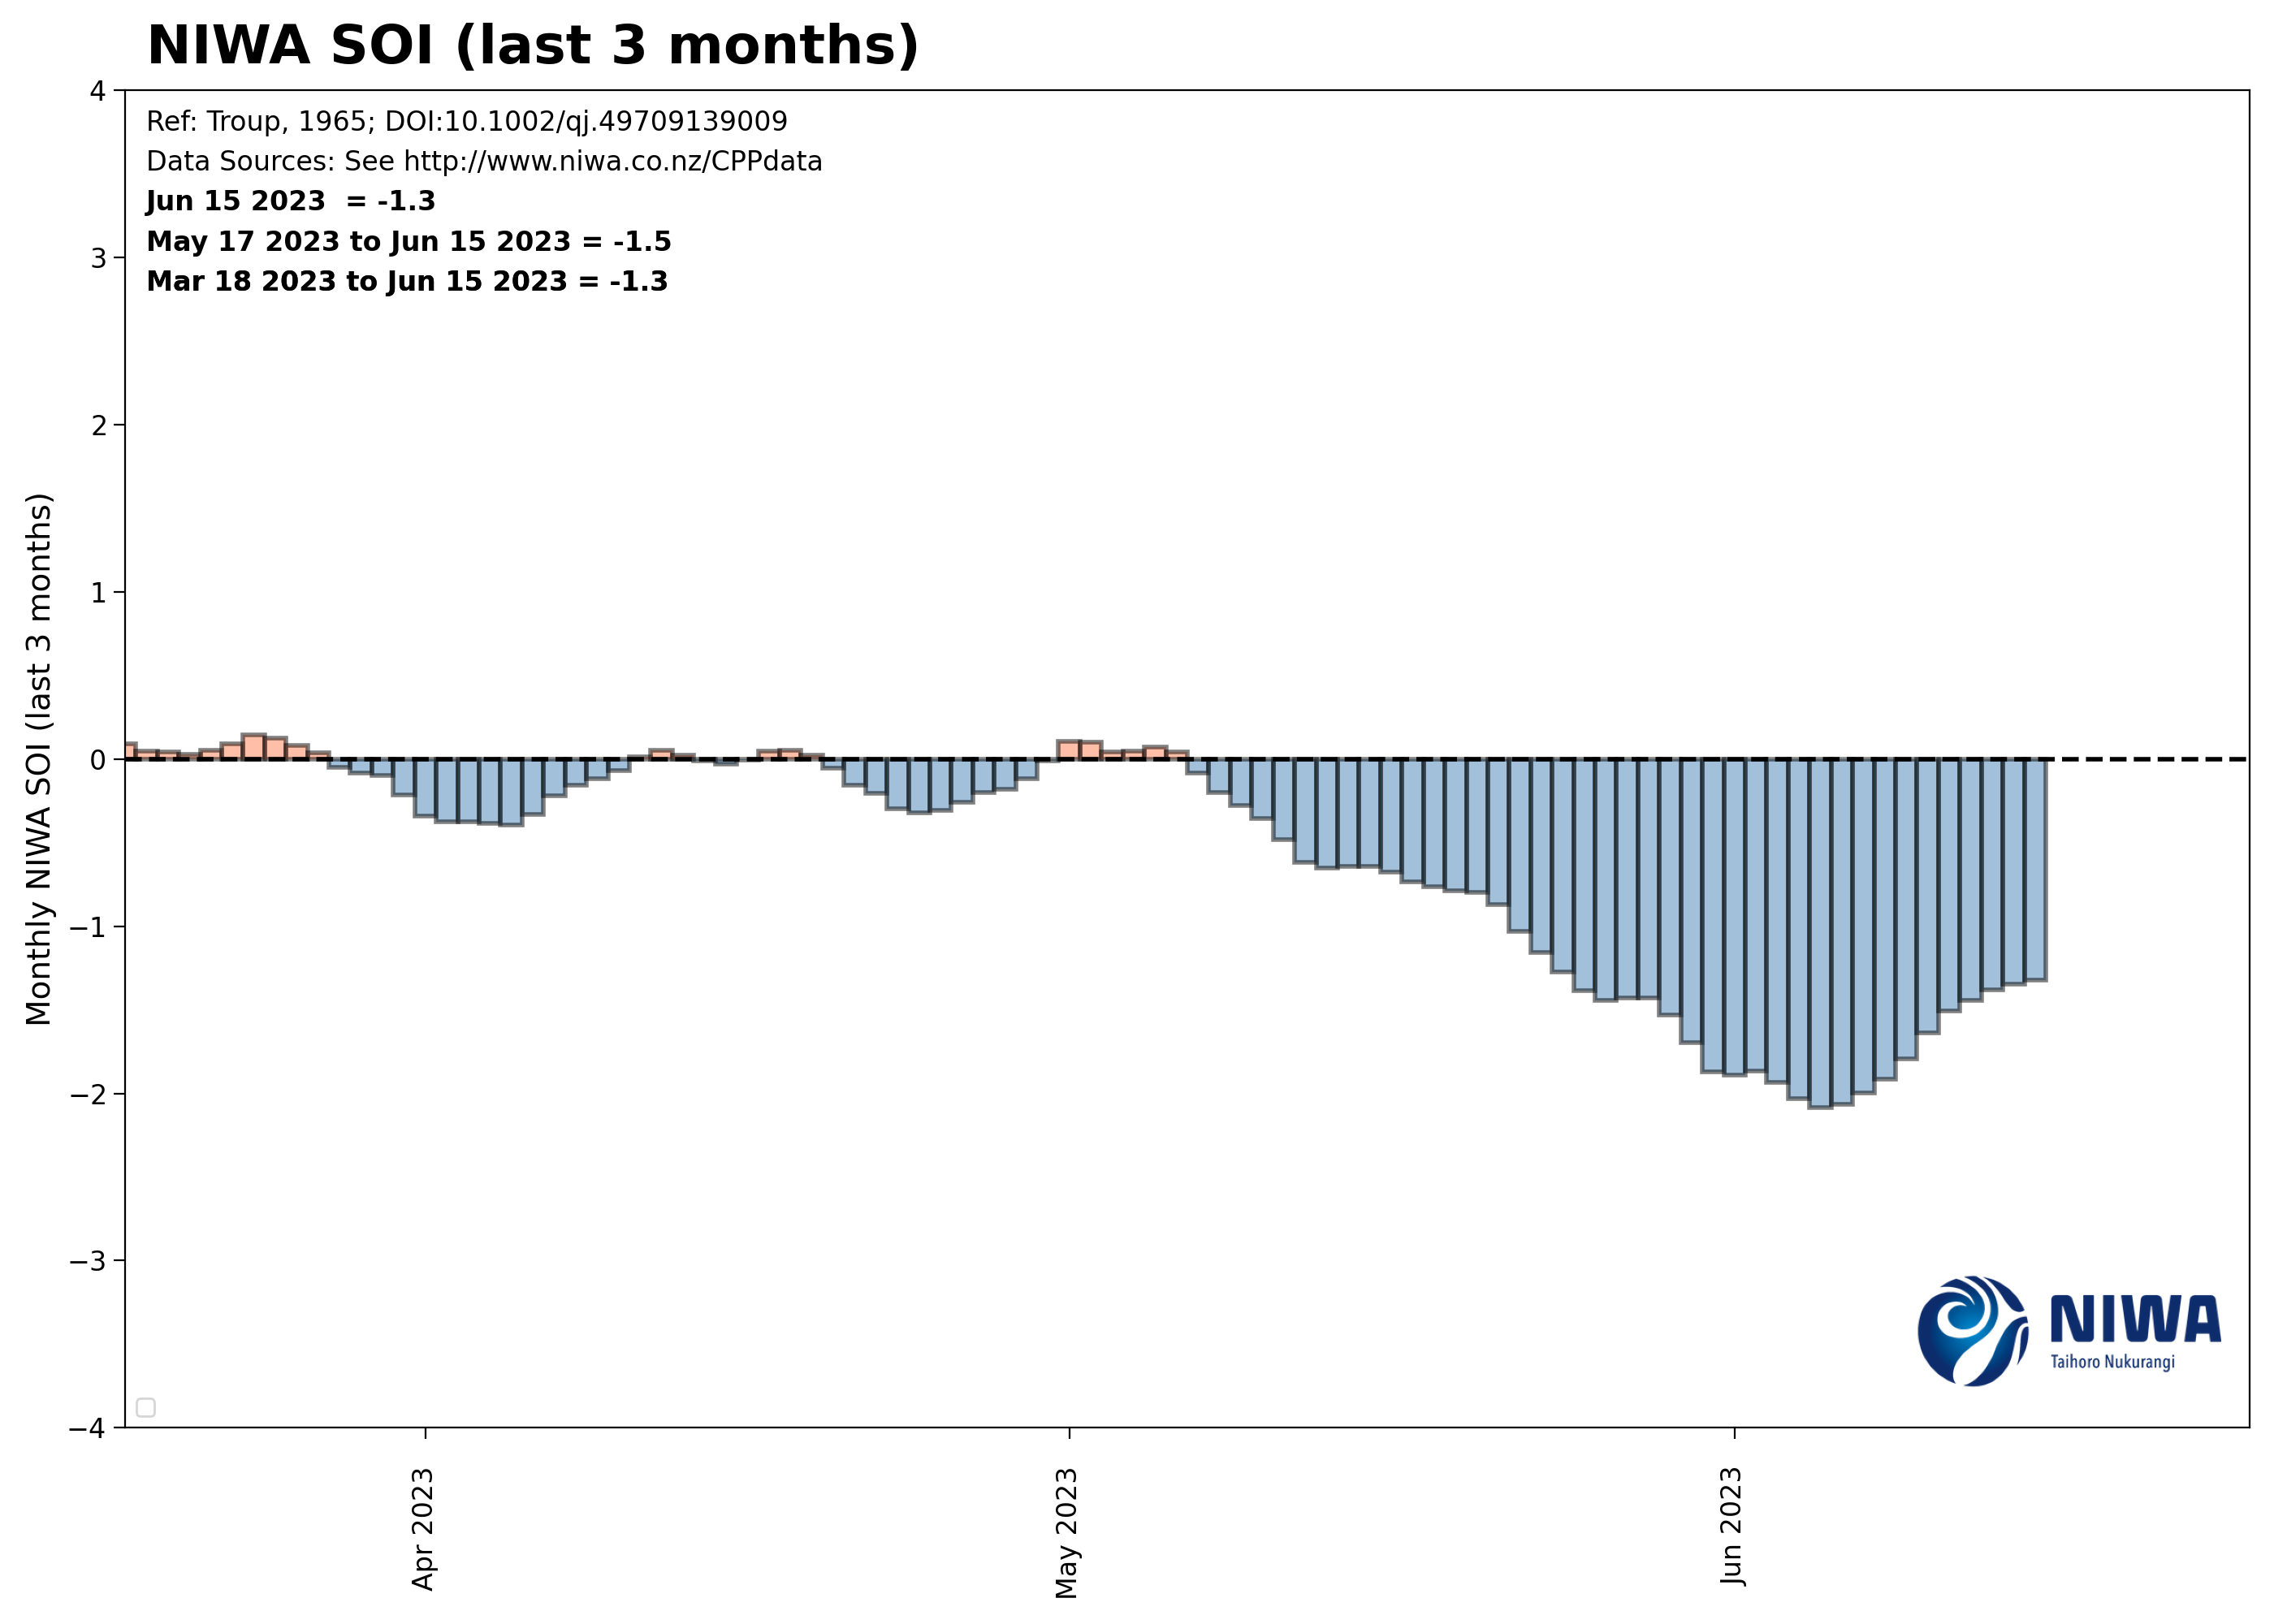 NIWA SOI (last 3 months)
Ref: Troup, 1965; DOI:10.1002/qj.49709139009
Data Sources: See http://www.niwa.co.nz/CPPdata
Jun 15 2023  = -1.3
May 17 2023 to Jun 15 2023 = -1.5
Mar 18 2023 to Jun 15 2023 = -1.3
Monthly NIWA SOI (last 3 months)
4
3
2
1
0
−1
−2
−3
−4
Apr 2023
May 2023
Jun 2023
NIWA
Taihoro Nukurangi